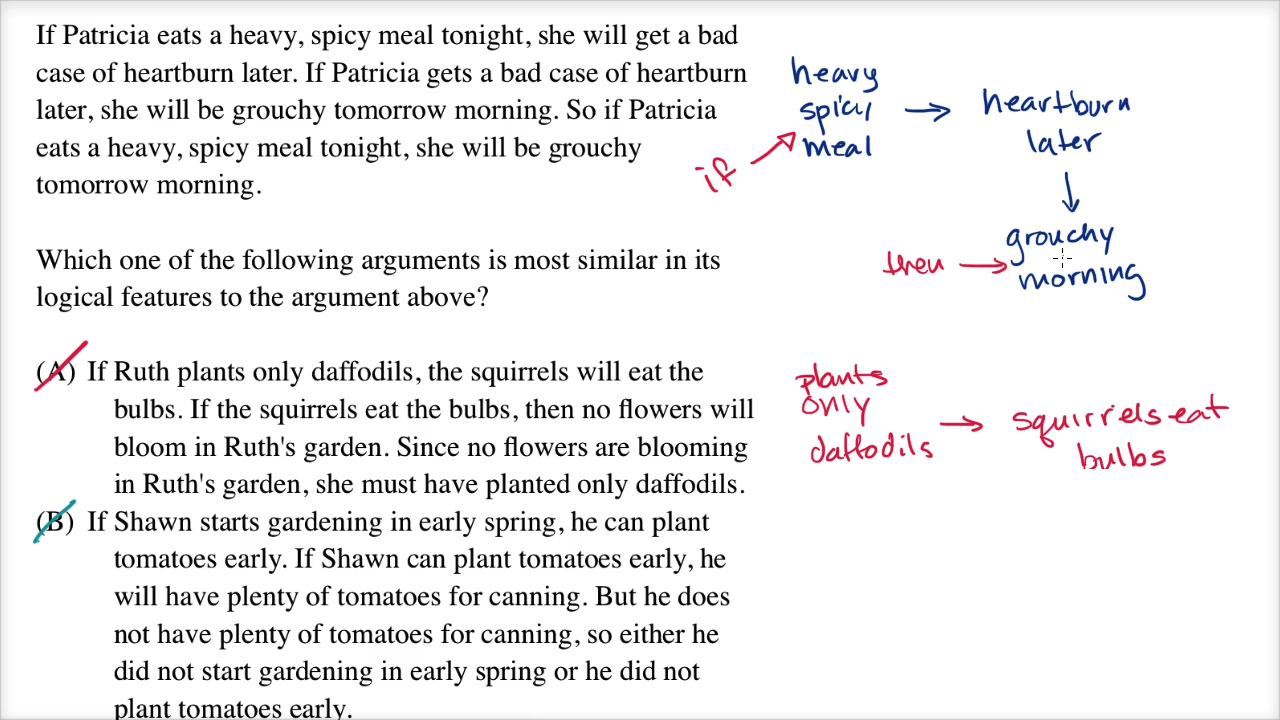 If Patricia eats a heavy, spicy meal tonight, she will get a bad
case of heartburn later. If Patricia gets a bad case of heartburn
later, she will be grouchy tomorrow morning. So if Patricia
eats a heavy, spicy meal tonight, she will be grouchy
tomorrow morning.
heavy
spicy
meal
heartburn
later
if
grouchy
morning
then
Which one of the following arguments is most similar in its
logical features to the argument above?
(A) If Ruth plants only daffodils, the squirrels will eat the
bulbs. If the squirrels eat the bulbs, then no flowers will
bloom in Ruth's garden. Since no flowers are blooming
in Ruth's garden, she must have planted only daffodils.
plants
only
daffodils
squirrels eat
bulbs
(B) If Shawn starts gardening in early spring, he can plant
tomatoes early. If Shawn can plant tomatoes early, he
will have plenty of tomatoes for canning. But he does
not have plenty of tomatoes for canning, so either he
did not start gardening in early spring or he did not
plant tomatoes early.